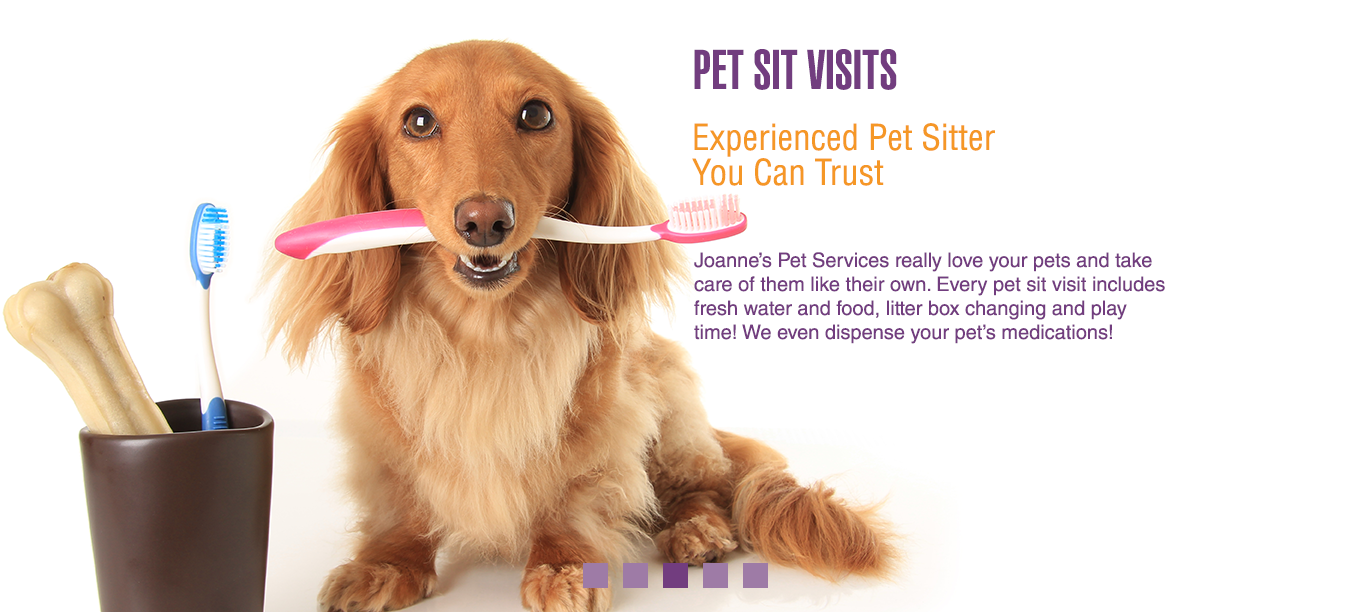 PET SIT VISITS
Experienced Pet Sitter
You Can Trust
Joanne’s Pet Services really love your pets and take
care of them like their own. Every pet sit visit includes
fresh water and food, litter box changing and play
time! We even dispense your pet’s medications!